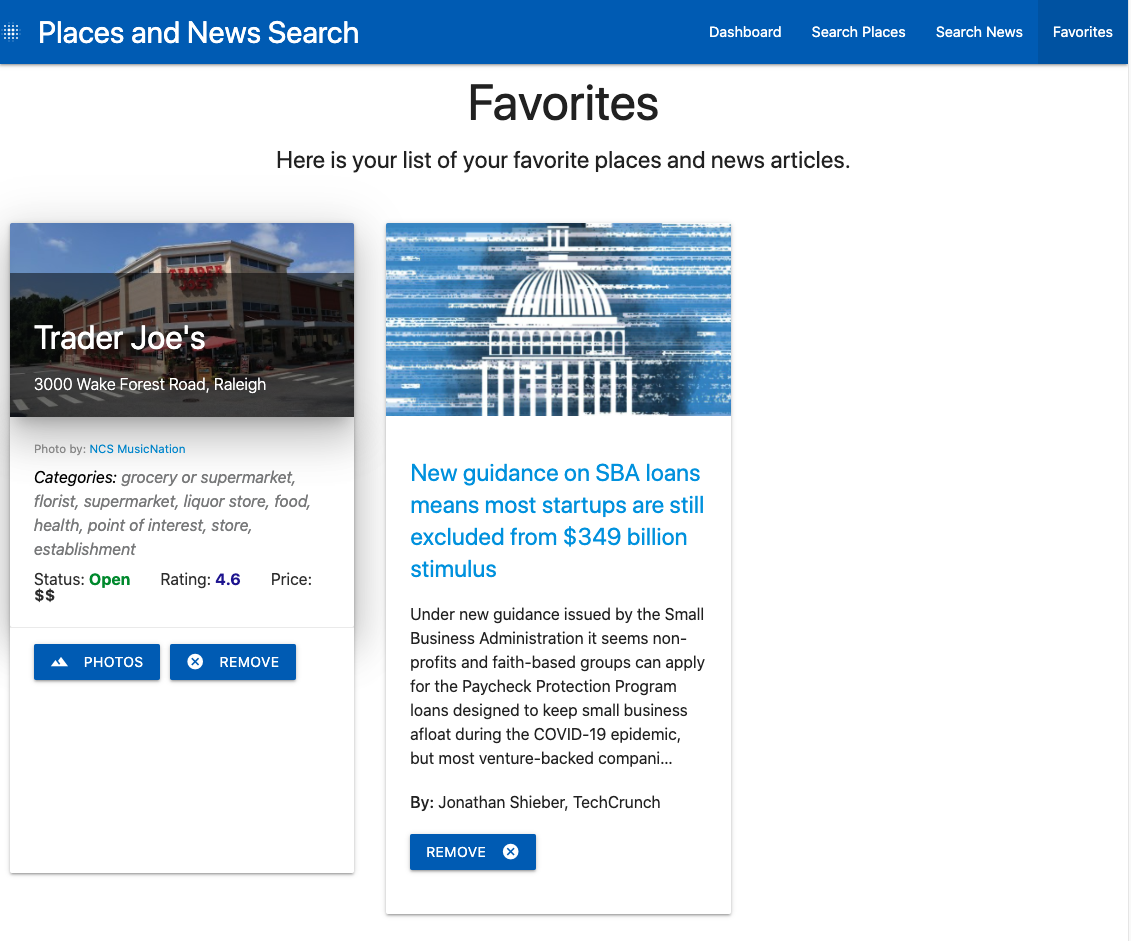 Places and News Search
Dashboard
Search Places
Search News
Favorites
Favorites
Here is your list of your favorite places and news articles.
TRADER
JOE'S
Trader Joe's
3000 Wake Forest Road, Raleigh
Photo by: NCS MusicNation
Categories: grocery or supermarket,
florist, supermarket, liquor store, food,
health, point of interest, store,
establishment
Status: Open Rating: 4.6 Price:
$$
PHOTOS
REMOVE
New guidance on SBA loans
means most startups are still
excluded from $349 billion
stimulus
Under new guidance issued by the Small
Business Administration it seems non-
profits and faith-based groups can apply
for the Paycheck Protection Program
loans designed to keep small business
afloat during the COVID-19 epidemic,
but most venture-backed compani...
By: Jonathan Shieber, TechCrunch
REMOVE